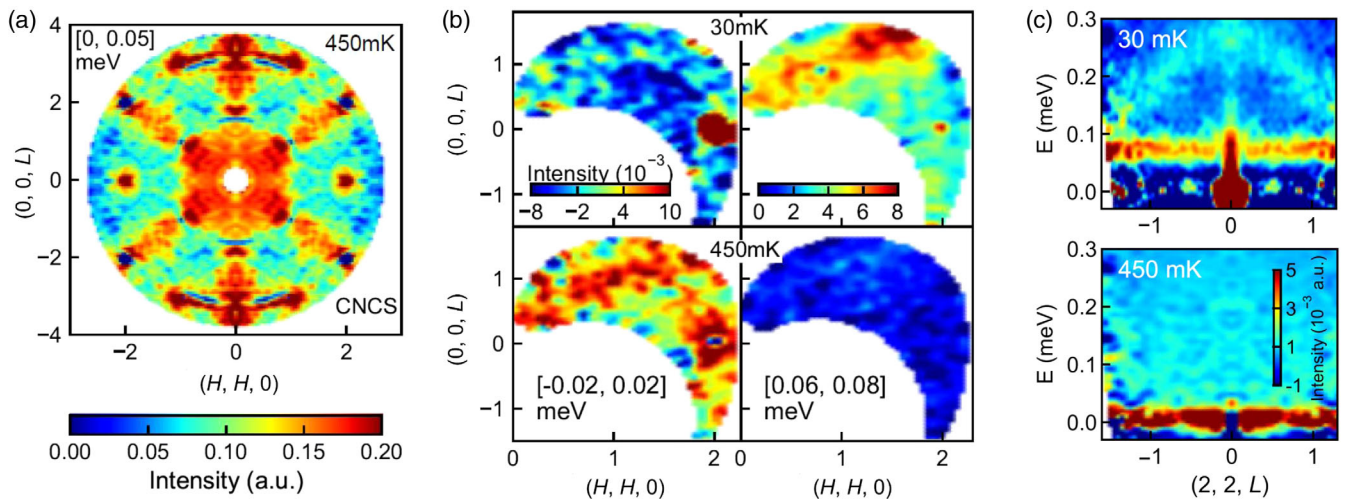 (a)
[0, 0.05]
meV
450mK
CNCS
(0, 0, L)
4
2
0
−2
−4
−2 0 2
(H, H, 0)
0.00 0.05 0.10 0.15 0.20
Intensity (a.u.)
(b)
30mK
(0, 0, L)
1
0
−1
Intensity (10⁻³)
−8 −2 4 10
0 2 4 6 8
450mK
(0, 0, L)
1
0
−1
[-0.02, 0.02]
meV
[0.06, 0.08]
meV
0 1 2 0 1 2
(H, H, 0) (H, H, 0)
(c)
30 mK
E (meV)
0.3
0.2
0.1
0.0
−1 0 1
450 mK
E (meV)
0.3
0.2
0.1
0.0
5
3
1
-1
Intensity (10⁻³ a.u.)
−1 0 1
(2, 2, L)